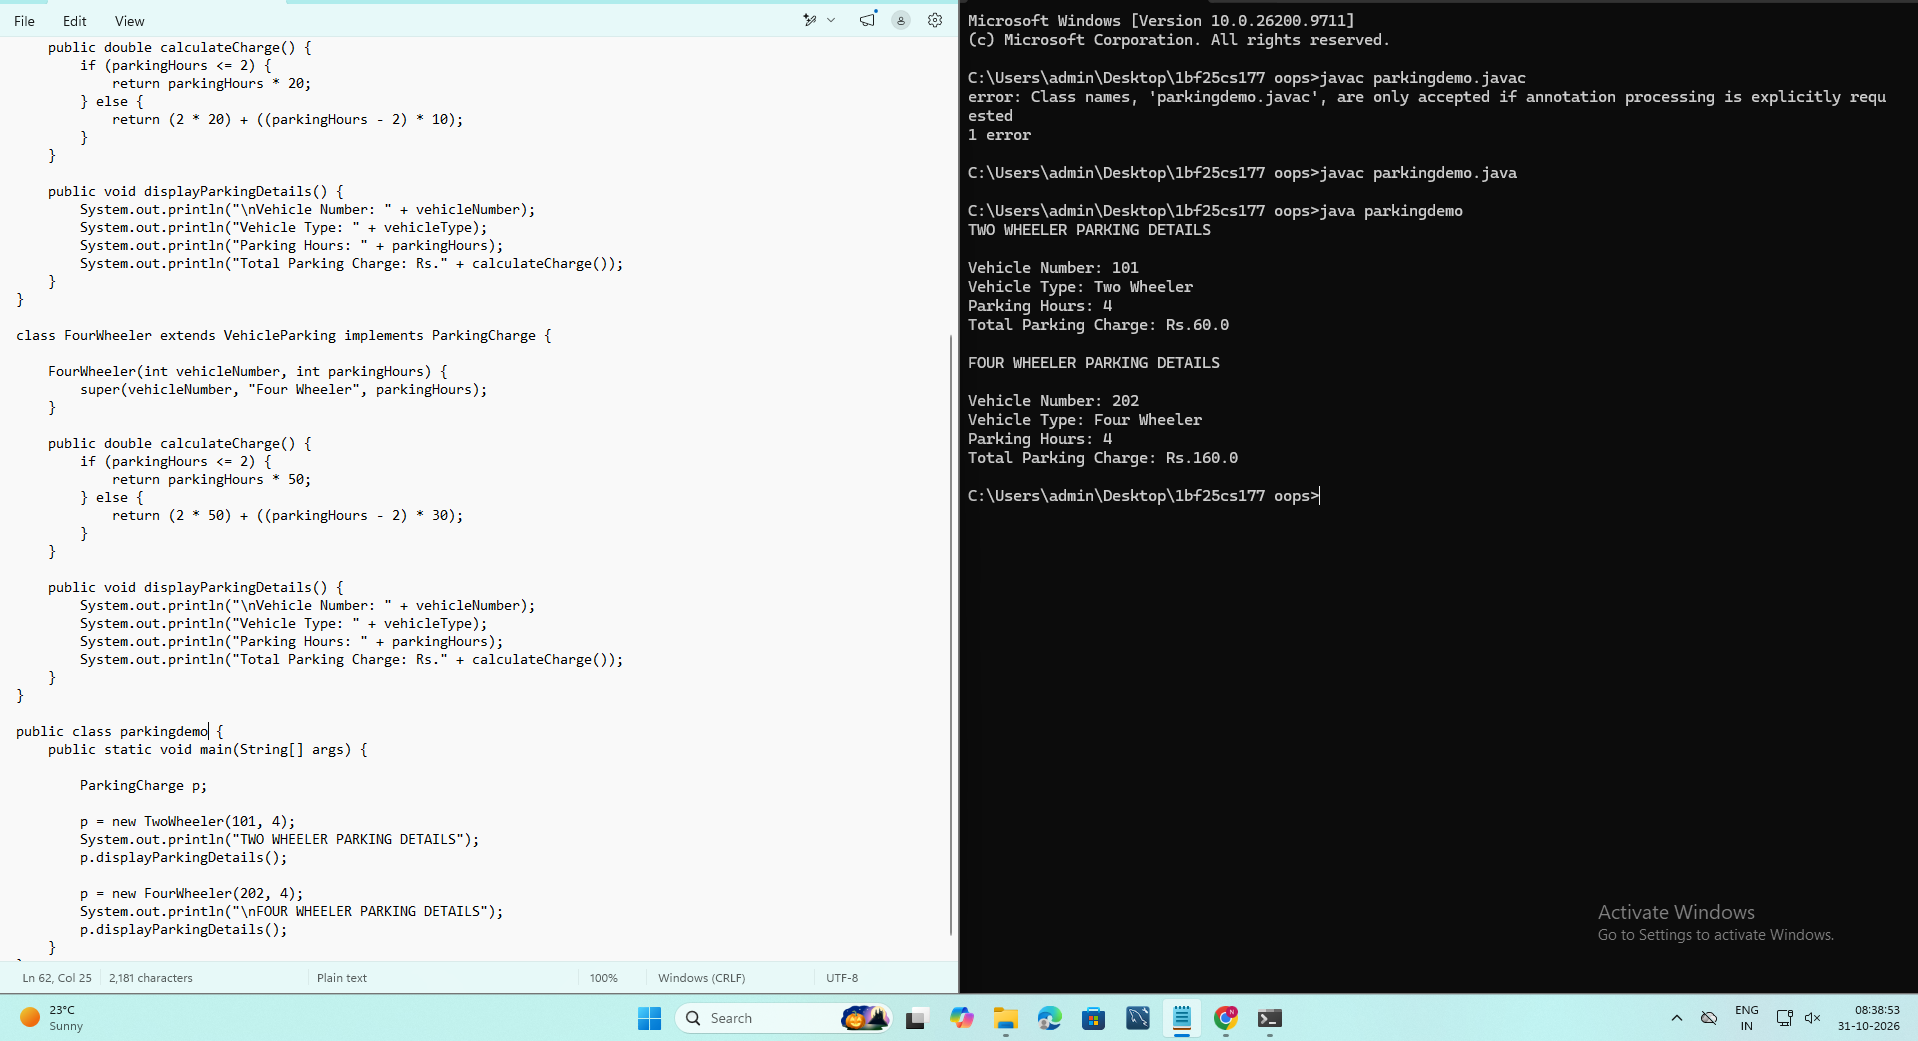 File Edit View
    public double calculateCharge() {
        if (parkingHours <= 2) {
            return parkingHours * 20;
        } else {
            return (2 * 20) + ((parkingHours - 2) * 10);
        }
    }

    public void displayParkingDetails() {
        System.out.println("\nVehicle Number: " + vehicleNumber);
        System.out.println("Vehicle Type: " + vehicleType);
        System.out.println("Parking Hours: " + parkingHours);
        System.out.println("Total Parking Charge: Rs." + calculateCharge());
    }
}

class FourWheeler extends VehicleParking implements ParkingCharge {

    FourWheeler(int vehicleNumber, int parkingHours) {
        super(vehicleNumber, "Four Wheeler", parkingHours);
    }

    public double calculateCharge() {
        if (parkingHours <= 2) {
            return parkingHours * 50;
        } else {
            return (2 * 50) + ((parkingHours - 2) * 30);
        }
    }

    public void displayParkingDetails() {
        System.out.println("\nVehicle Number: " + vehicleNumber);
        System.out.println("Vehicle Type: " + vehicleType);
        System.out.println("Parking Hours: " + parkingHours);
        System.out.println("Total Parking Charge: Rs." + calculateCharge());
    }
}

public class parkingdemo {
    public static void main(String[] args) {

        ParkingCharge p;

        p = new TwoWheeler(101, 4);
        System.out.println("TWO WHEELER PARKING DETAILS");
        p.displayParkingDetails();

        p = new FourWheeler(202, 4);
        System.out.println("\nFOUR WHEELER PARKING DETAILS");
        p.displayParkingDetails();
    }
Ln 62, Col 25 2,181 characters Plain text 100% Windows (CRLF) UTF-8
Microsoft Windows [Version 10.0.26200.9711]
(c) Microsoft Corporation. All rights reserved.

C:\Users\admin\Desktop\1bf25cs177 oops>javac parkingdemo.javac
error: Class names, 'parkingdemo.javac', are only accepted if annotation processing is explicitly requ
ested
1 error

C:\Users\admin\Desktop\1bf25cs177 oops>javac parkingdemo.java

C:\Users\admin\Desktop\1bf25cs177 oops>java parkingdemo
TWO WHEELER PARKING DETAILS

Vehicle Number: 101
Vehicle Type: Two Wheeler
Parking Hours: 4
Total Parking Charge: Rs.60.0

FOUR WHEELER PARKING DETAILS

Vehicle Number: 202
Vehicle Type: Four Wheeler
Parking Hours: 4
Total Parking Charge: Rs.160.0

C:\Users\admin\Desktop\1bf25cs177 oops>
Activate Windows
Go to Settings to activate Windows.
23°C
Sunny
Search
ENG
IN
08:38:53
31-10-2026